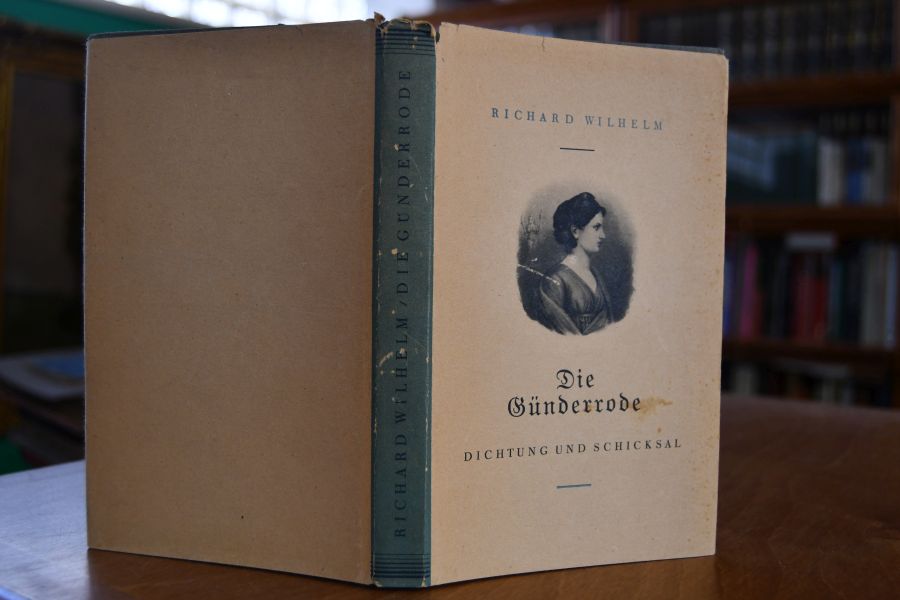 RICHARD WILHELM / DIE GÜNDERRODE
RICHARD WILHELM
Die
Günderrode
DICHTUNG UND SCHICKSAL